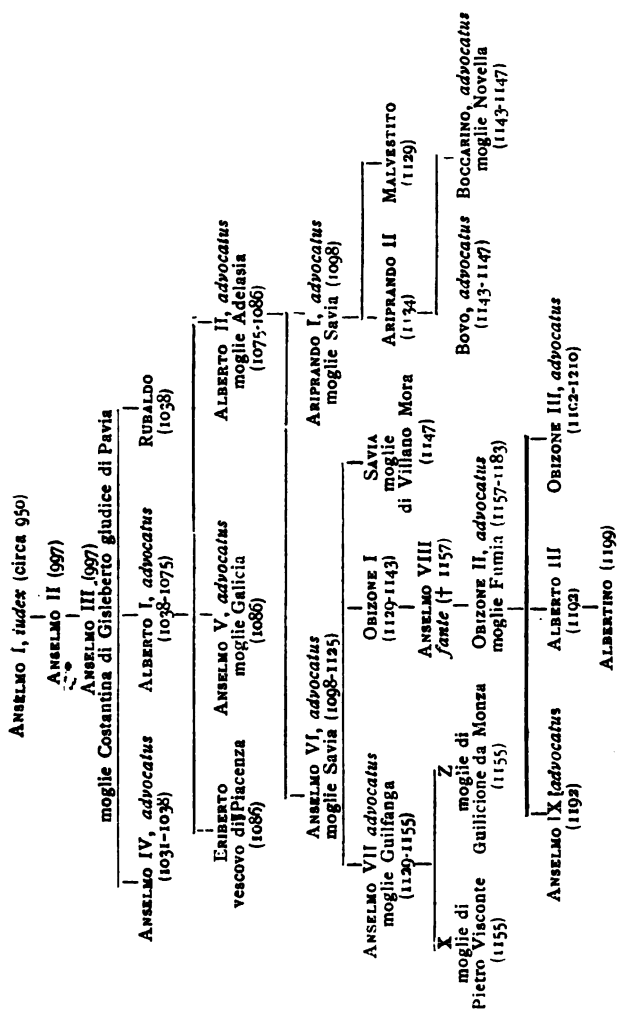 ANSELMO I, iudex (circa 950)
ANSELMO II (997)
ANSELMO III (997)
moglie Costantina di Gisleberto giudice di Pavia
ANSELMO IV, advocatus
(1031-1038)
ALBERTO I, advocatus
(1038-1075)
RUBALDO
(1038)
ERIBERTO
vescovo di Piacenza
(1086)
ANSELMO V, advocatus
moglie Galicia
(1086)
ALBERTO II, advocatus
moglie Adelasia
(1075-1086)
ANSELMO VI, advocatus
moglie Savia (1098-1125)
ARIPRANDO I, advocatus
moglie Savia (1098)
ANSELMO VII advocatus
moglie Guilfanga
(1129-1155)
OBIZONE I
(1129-1143)
SAVIA
moglie
di Villano Mora
(1147)
ARIPRANDO II
(1134)
MALVESTITO
(1129)
ANSELMO VIII
fante († 1157)
BOVO, advocatus
(1143-1147)
BOCCARINO, advocatus
moglie Novella
(1143-1147)
X
moglie di
Pietro Visconte
(1155)
Z
moglie di
Guilicione da Monza
(1155)
OBIZONE II, advocatus
moglie Fumia (1157-1183)
ANSELMO IX advocatus
(1192)
ALBERTO III
(1192)
OBIZONE III, advocatus
(1192-1210)
ALBERTINO (1199)